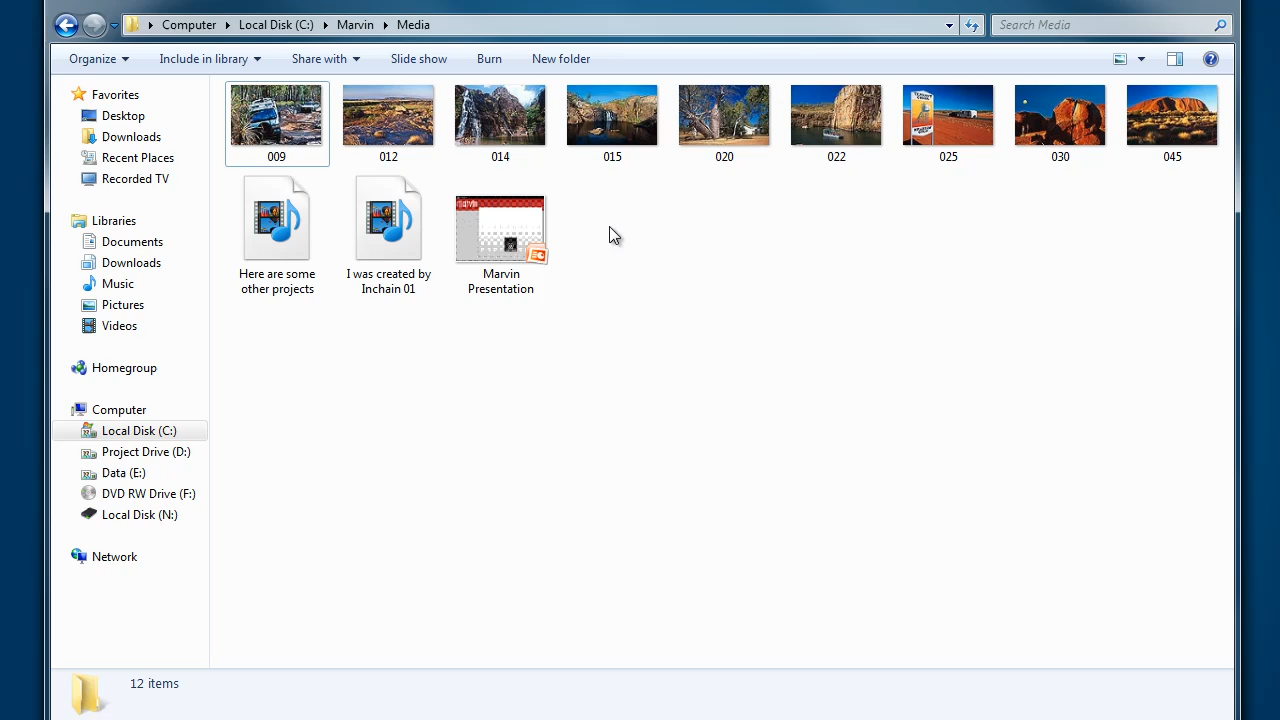 Computer Local Disk (C:) Marvin Media
Search Media
Organize Include in library Share with Slide show Burn New folder
Favorites
Desktop
Downloads
Recent Places
Recorded TV
Libraries
Documents
Downloads
Music
Pictures
Videos
Homegroup
Computer
Local Disk (C:)
Project Drive (D:)
Data (E:)
DVD RW Drive (F:)
Local Disk (N:)
Network
009 012 014 015 020 022 025 030 045
Here are some
other projects
I was created by
Inchain 01
marvin
Marvin
Presentation
12 items